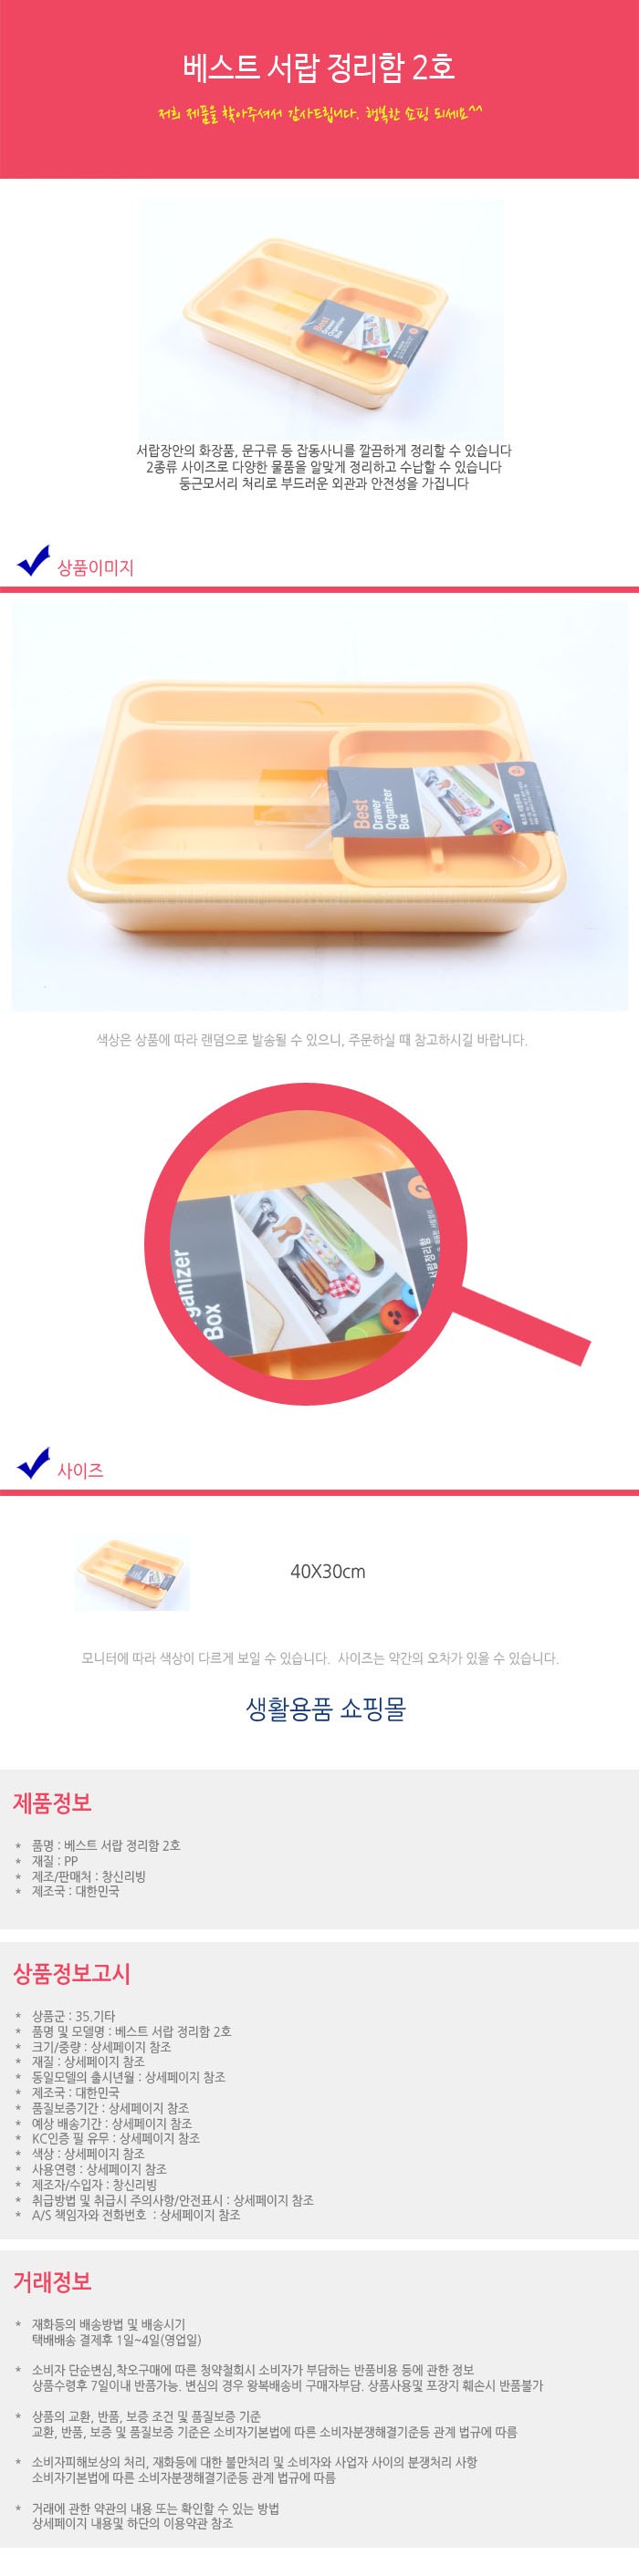 베스트 서랍 정리함 2호
저희 제품을 찾아주셔서 감사드립니다. 행복한 쇼핑 되세요^^
Best
Drawer
Organizer
Box
서랍장안의 화장품, 문구류 등 잡동사니를 깔끔하게 정리할 수 있습니다
2종류 사이즈로 다양한 물품을 알맞게 정리하고 수납할 수 있습니다
둥근모서리 처리로 부드러운 외관과 안전성을 가집니다
상품이미지
Best
Drawer
Organizer
Box
색상은 상품에 따라 랜덤으로 발송될 수 있으니, 주문하실 때 참고하시길 바랍니다.
ganizer
Box
서랍정리함
2
사이즈
40X30cm
모니터에 따라 색상이 다르게 보일 수 있습니다. 사이즈는 약간의 오차가 있을 수 있습니다.
생활용품 쇼핑몰
제품정보
* 품명 : 베스트 서랍 정리함 2호
* 재질 : PP
* 제조/판매처 : 창신리빙
* 제조국 : 대한민국
상품정보고시
* 상품군 : 35.기타
* 품명 및 모델명 : 베스트 서랍 정리함 2호
* 크기/중량 : 상세페이지 참조
* 재질 : 상세페이지 참조
* 동일모델의 출시년월 : 상세페이지 참조
* 제조국 : 대한민국
* 품질보증기간 : 상세페이지 참조
* 예상 배송기간 : 상세페이지 참조
* KC인증 필 유무 : 상세페이지 참조
* 색상 : 상세페이지 참조
* 사용연령 : 상세페이지 참조
* 제조자/수입자 : 창신리빙
* 취급방법 및 취급시 주의사항/안전표시 : 상세페이지 참조
* A/S 책임자와 전화번호 : 상세페이지 참조
거래정보
* 재화등의 배송방법 및 배송시기
택배배송 결제후 1일~4일(영업일)
* 소비자 단순변심,착오구매에 따른 청약철회시 소비자가 부담하는 반품비용 등에 관한 정보
상품수령후 7일이내 반품가능. 변심의 경우 왕복배송비 구매자부담. 상품사용및 포장지 훼손시 반품불가
* 상품의 교환, 반품, 보증 조건 및 품질보증 기준
교환, 반품, 보증 및 품질보증 기준은 소비자기본법에 따른 소비자분쟁해결기준등 관계 법규에 따름
* 소비자피해보상의 처리, 재화등에 대한 불만처리 및 소비자와 사업자 사이의 분쟁처리 사항
소비자기본법에 따른 소비자분쟁해결기준등 관계 법규에 따름
* 거래에 관한 약관의 내용 또는 확인할 수 있는 방법
상세페이지 내용및 하단의 이용약관 참조